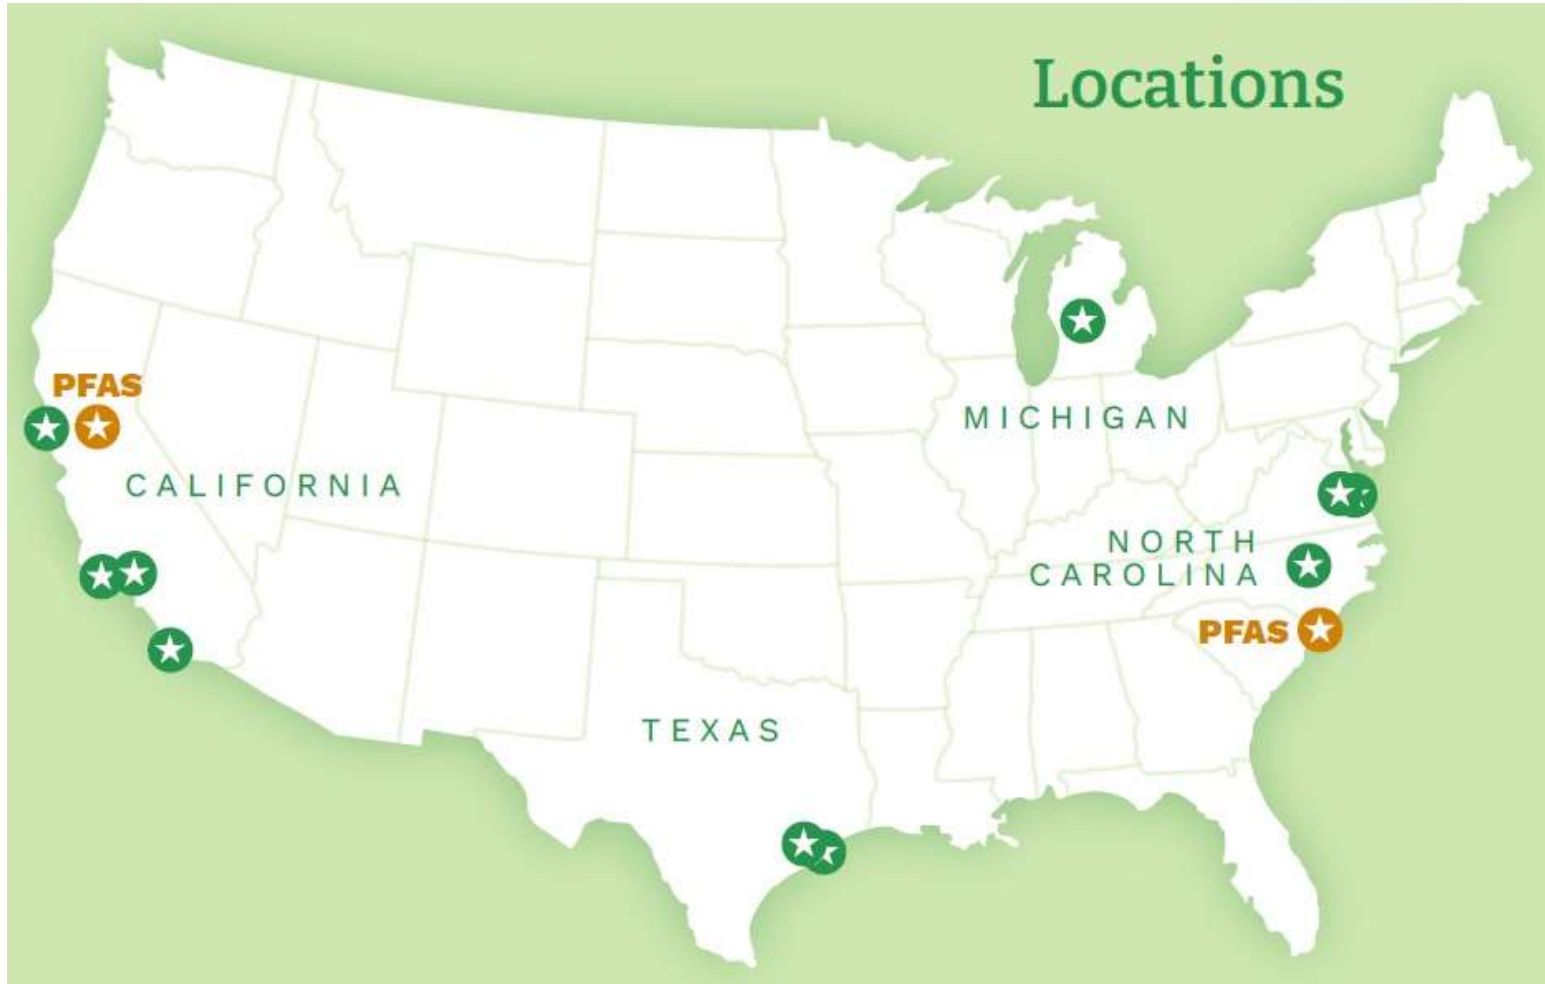 Locations
PFAS
MICHIGAN
CALIFORNIA
NORTH
CAROLINA
PFAS
TEXAS